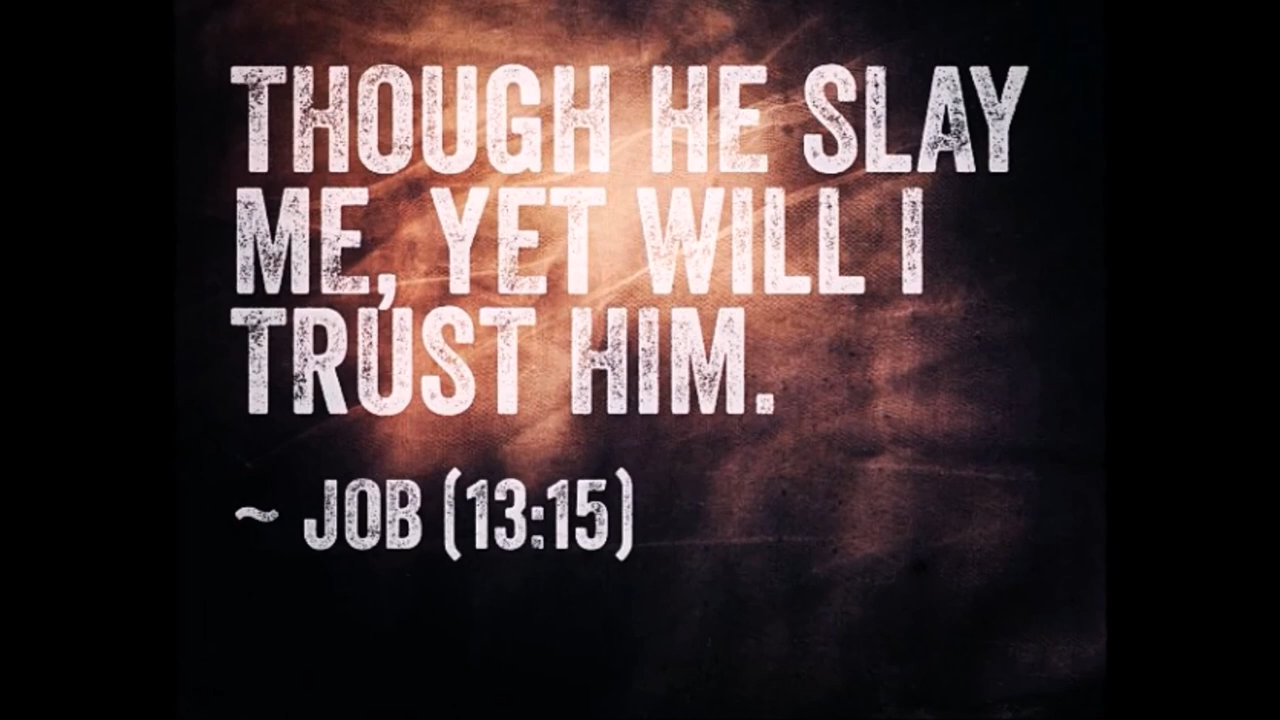 THOUGH HE SLAY
ME, YET WILL I
TRUST HIM.
~ JOB (13:15)